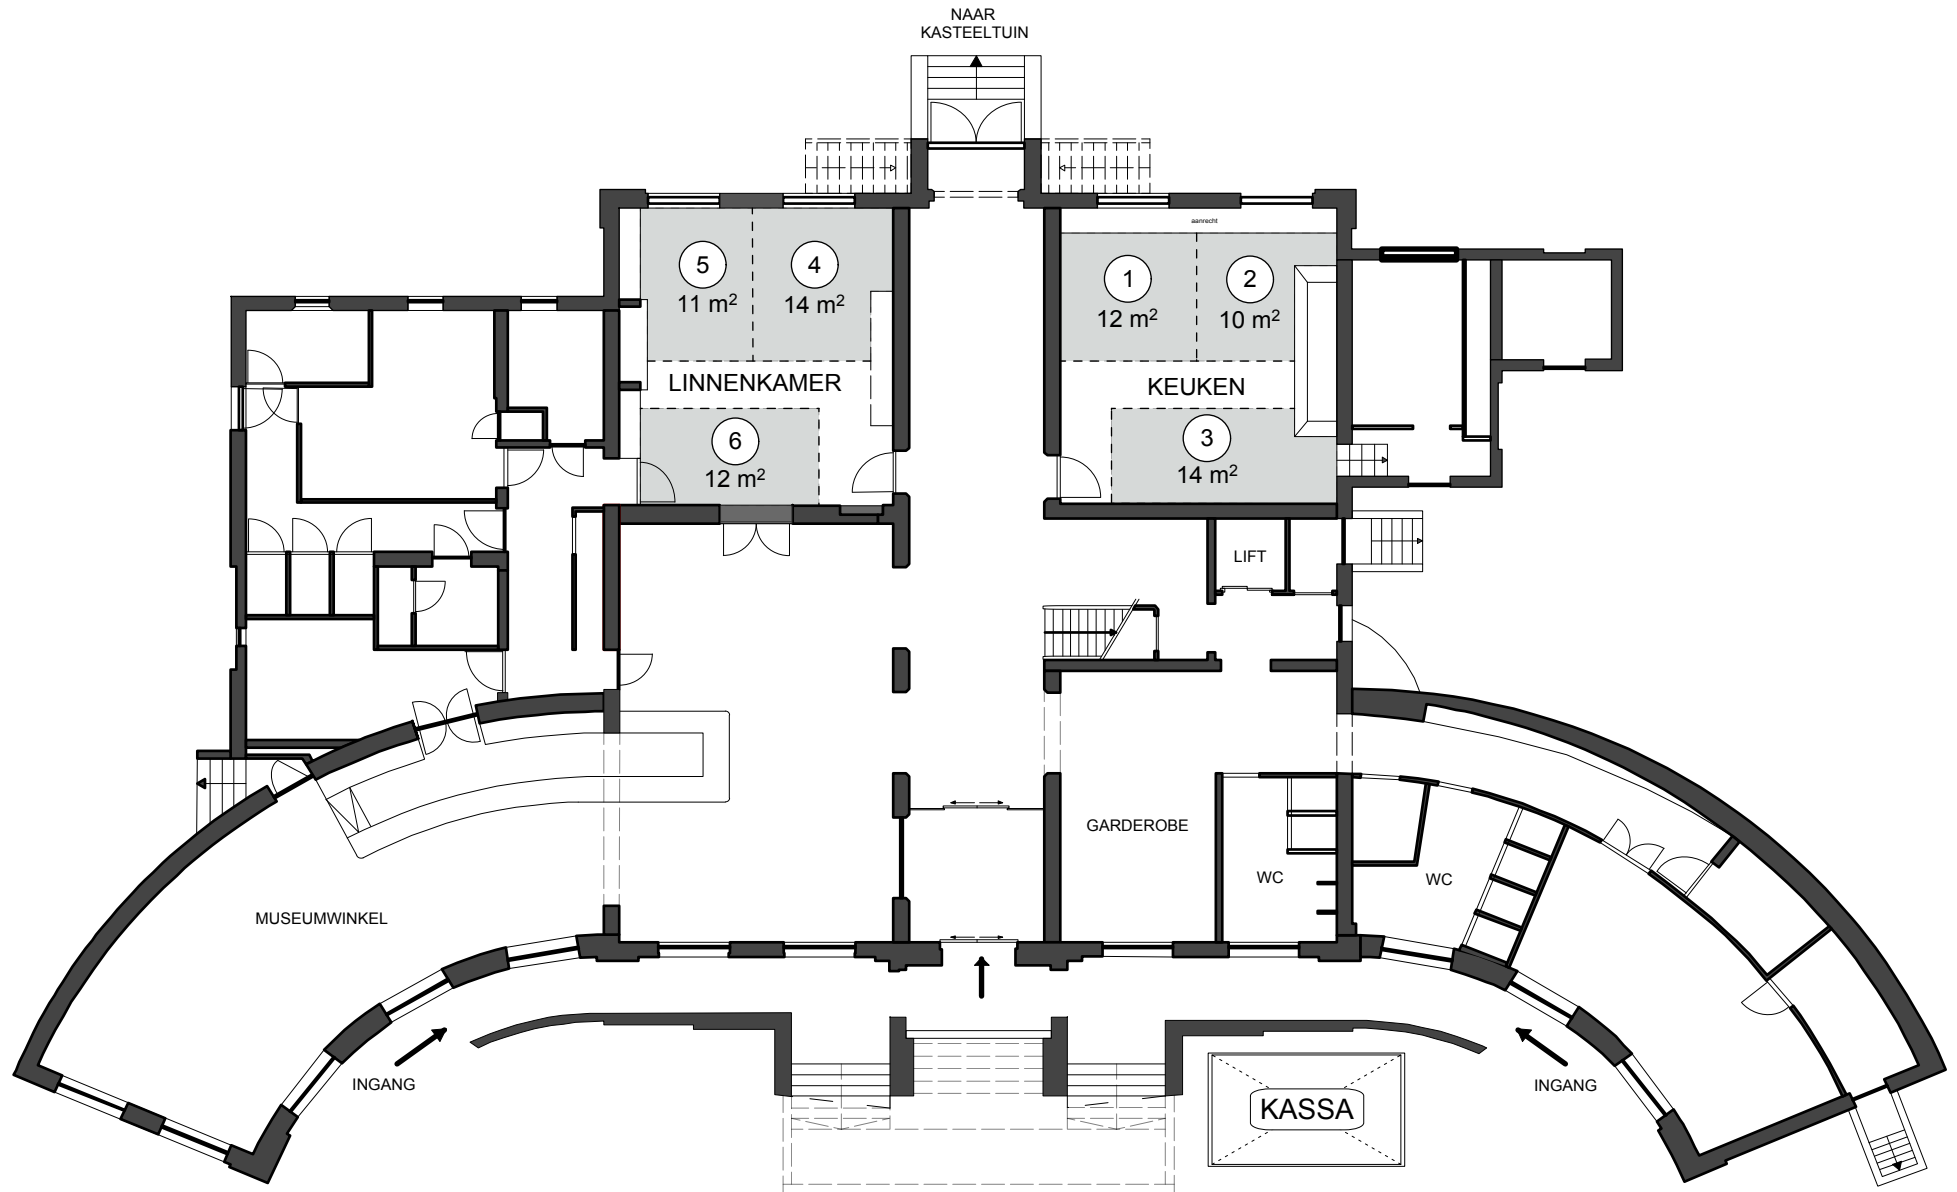 NAAR
KASTEELTUIN
aanrecht
5
11 m²
4
14 m²
1
12 m²
2
10 m²
LINNENKAMER
KEUKEN
6
12 m²
3
14 m²
LIFT
GARDEROBE
WC
WC
MUSEUMWINKEL
INGANG
INGANG
KASSA